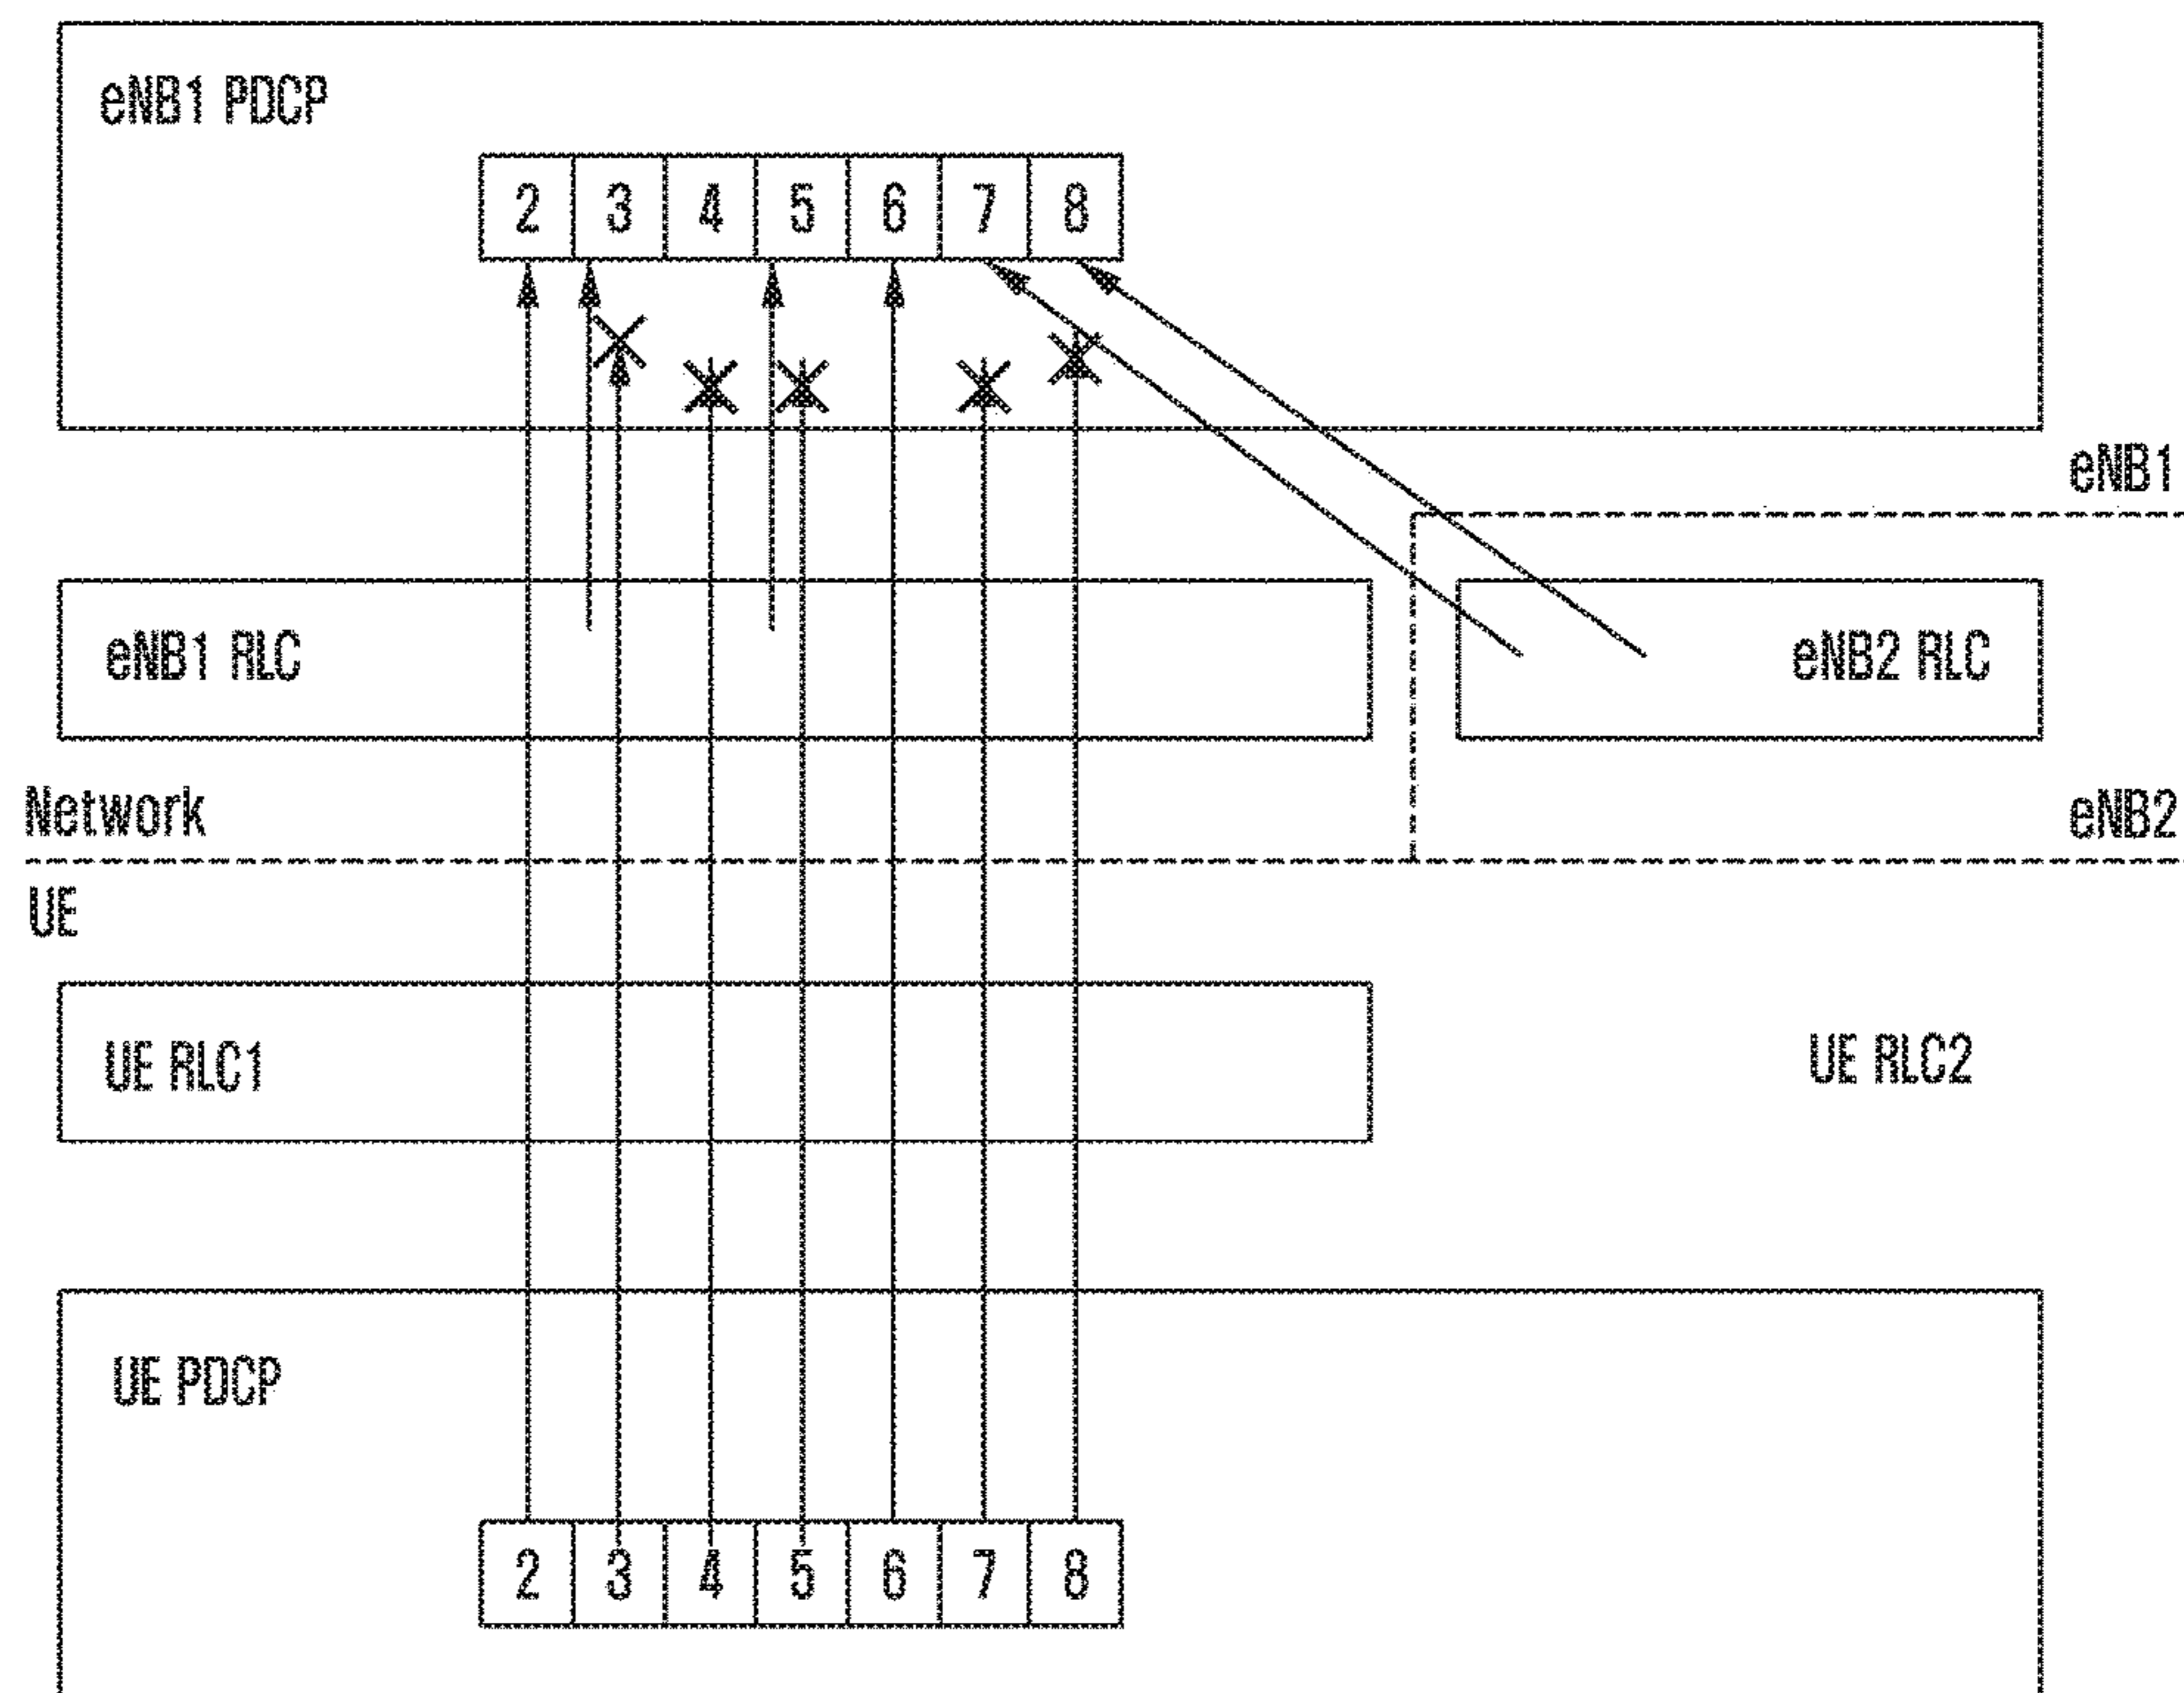 eNB1 PDCP
2 3 4 5 6 7 8
eNB1
eNB1 RLC
eNB2 RLC
Network
eNB2
UE
UE RLC1
UE RLC2
UE PDCP
2 3 4 5 6 7 8